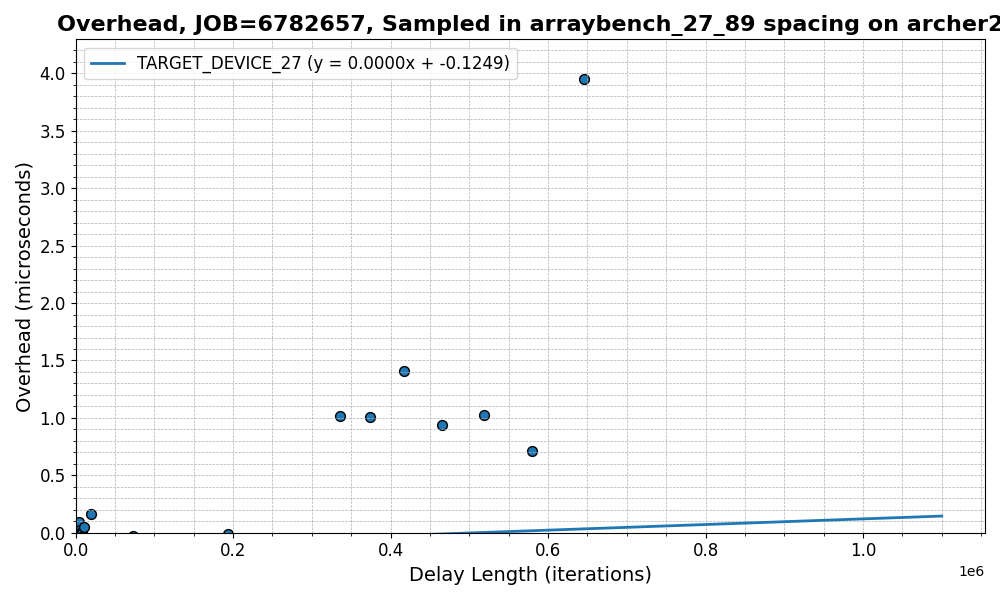 Overhead, JOB=6782657, Sampled in arraybench_27_89 spacing on archer2
TARGET_DEVICE_27 (y = 0.0000x + -0.1249)
Overhead (microseconds)
4.0
3.5
3.0
2.5
2.0
1.5
1.0
0.5
0.0
0.0 0.2 0.4 0.6 0.8 1.0
1e6
Delay Length (iterations)